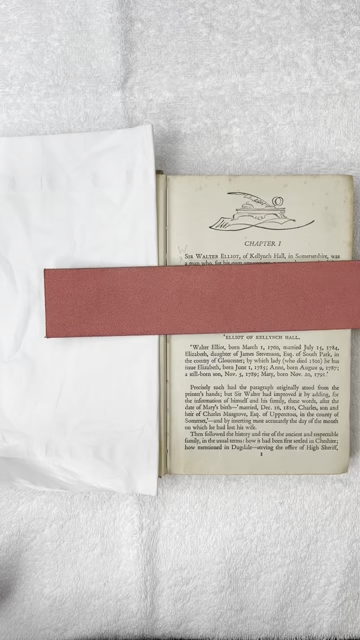 CHAPTER I
SIR WALTER ELLIOT, of Kellynch Hall, in Somersetshire, was
a man who, for his own
'ELLIOT OF KELLYNCH HALL.
'Walter Elliot, born March 1, 1760, married July 15, 1784,
Elizabeth, daughter of James Stevenson, Esq. of South Park, in
the county of Gloucester; by which lady (who died 1800) he has
issue Elizabeth, born June 1, 1785; Anne, born August 9, 1787;
a still-born son, Nov. 5, 1789; Mary, born Nov. 20, 1791.'
Precisely such had the paragraph originally stood from the
printer's hands; but Sir Walter had improved it by adding, for
the information of himself and his family, these words, after the
date of Mary's birth—'married, Dec. 16, 1810, Charles, son and
heir of Charles Musgrove, Esq. of Uppercross, in the county of
Somerset,'—and by inserting most accurately the day of the month
on which he had lost his wife.
Then followed the history and rise of the ancient and respectable
family, in the usual terms: how it had been first settled in Cheshire;
how mentioned in Dugdale—serving the office of High Sheriff,
1